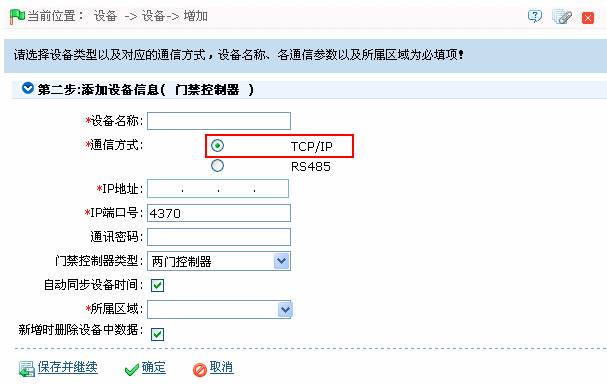 当前位置： 设备 -> 设备-> 增加
请选择设备类型以及对应的通信方式，设备名称、各通信参数以及所属区域为必填项！
第二步:添加设备信息( 门禁控制器 )
*设备名称:
*通信方式: TCP/IP
RS485
*IP地址: . . .
*IP端口号: 4370
通讯密码:
门禁控制器类型: 两门控制器
自动同步设备时间:
*所属区域:
新增时删除设备中数据:
保存并继续 确定 取消